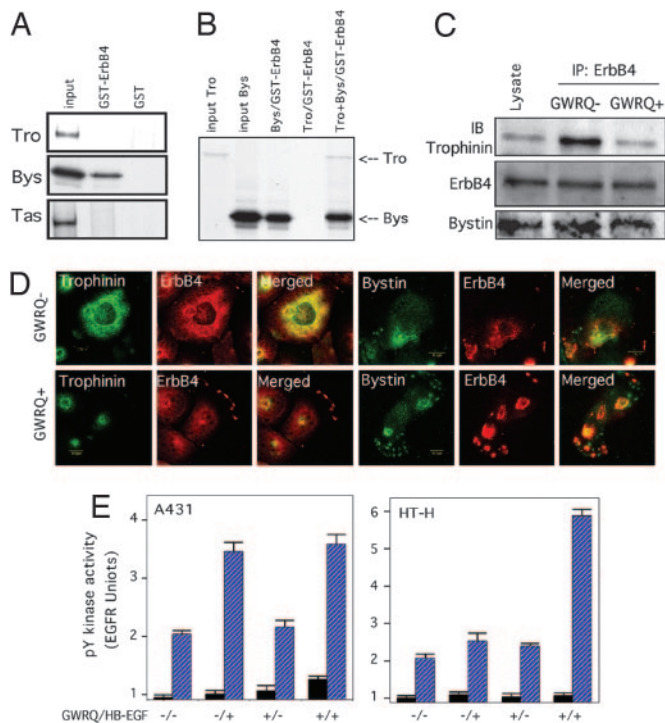 A
input
GST-ErbB4
GST
Tro
Bys
Tas
B
input Tro
input Bys
Bys/GST-ErbB4
Tro/GST-ErbB4
Tro+Bys/GST-ErbB4
<-- Tro
<-- Bys
C
Lysate
IP: ErbB4
GWRQ- GWRQ+
IB
Trophinin
ErbB4
Bystin
D
GWRQ-
Trophinin ErbB4 Merged Bystin ErbB4 Merged
GWRQ+
Trophinin ErbB4 Merged Bystin ErbB4 Merged
E
A431
HT-H
pY kinase activity
(EGFR Uniots)
4
3
2
1
6
5
4
3
2
1
GWRQ/HB-EGF -/- -/+ +/- +/+ -/- -/+ +/- +/+